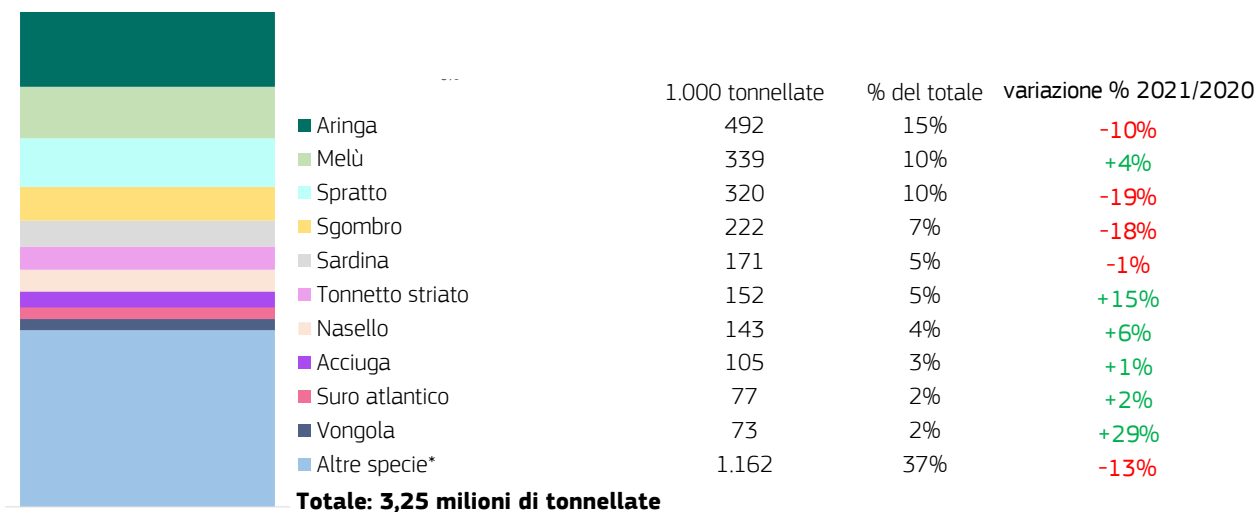 1.000 tonnellate % del totale variazione % 2021/2020
Aringa 492 15% -10%
Melù 339 10% +4%
Spratto 320 10% -19%
Sgombro 222 7% -18%
Sardina 171 5% -1%
Tonnetto striato 152 5% +15%
Nasello 143 4% +6%
Acciuga 105 3% +1%
Suro atlantico 77 2% +2%
Vongola 73 2% +29%
Altre specie* 1.162 37% -13%
Totale: 3,25 milioni di tonnellate